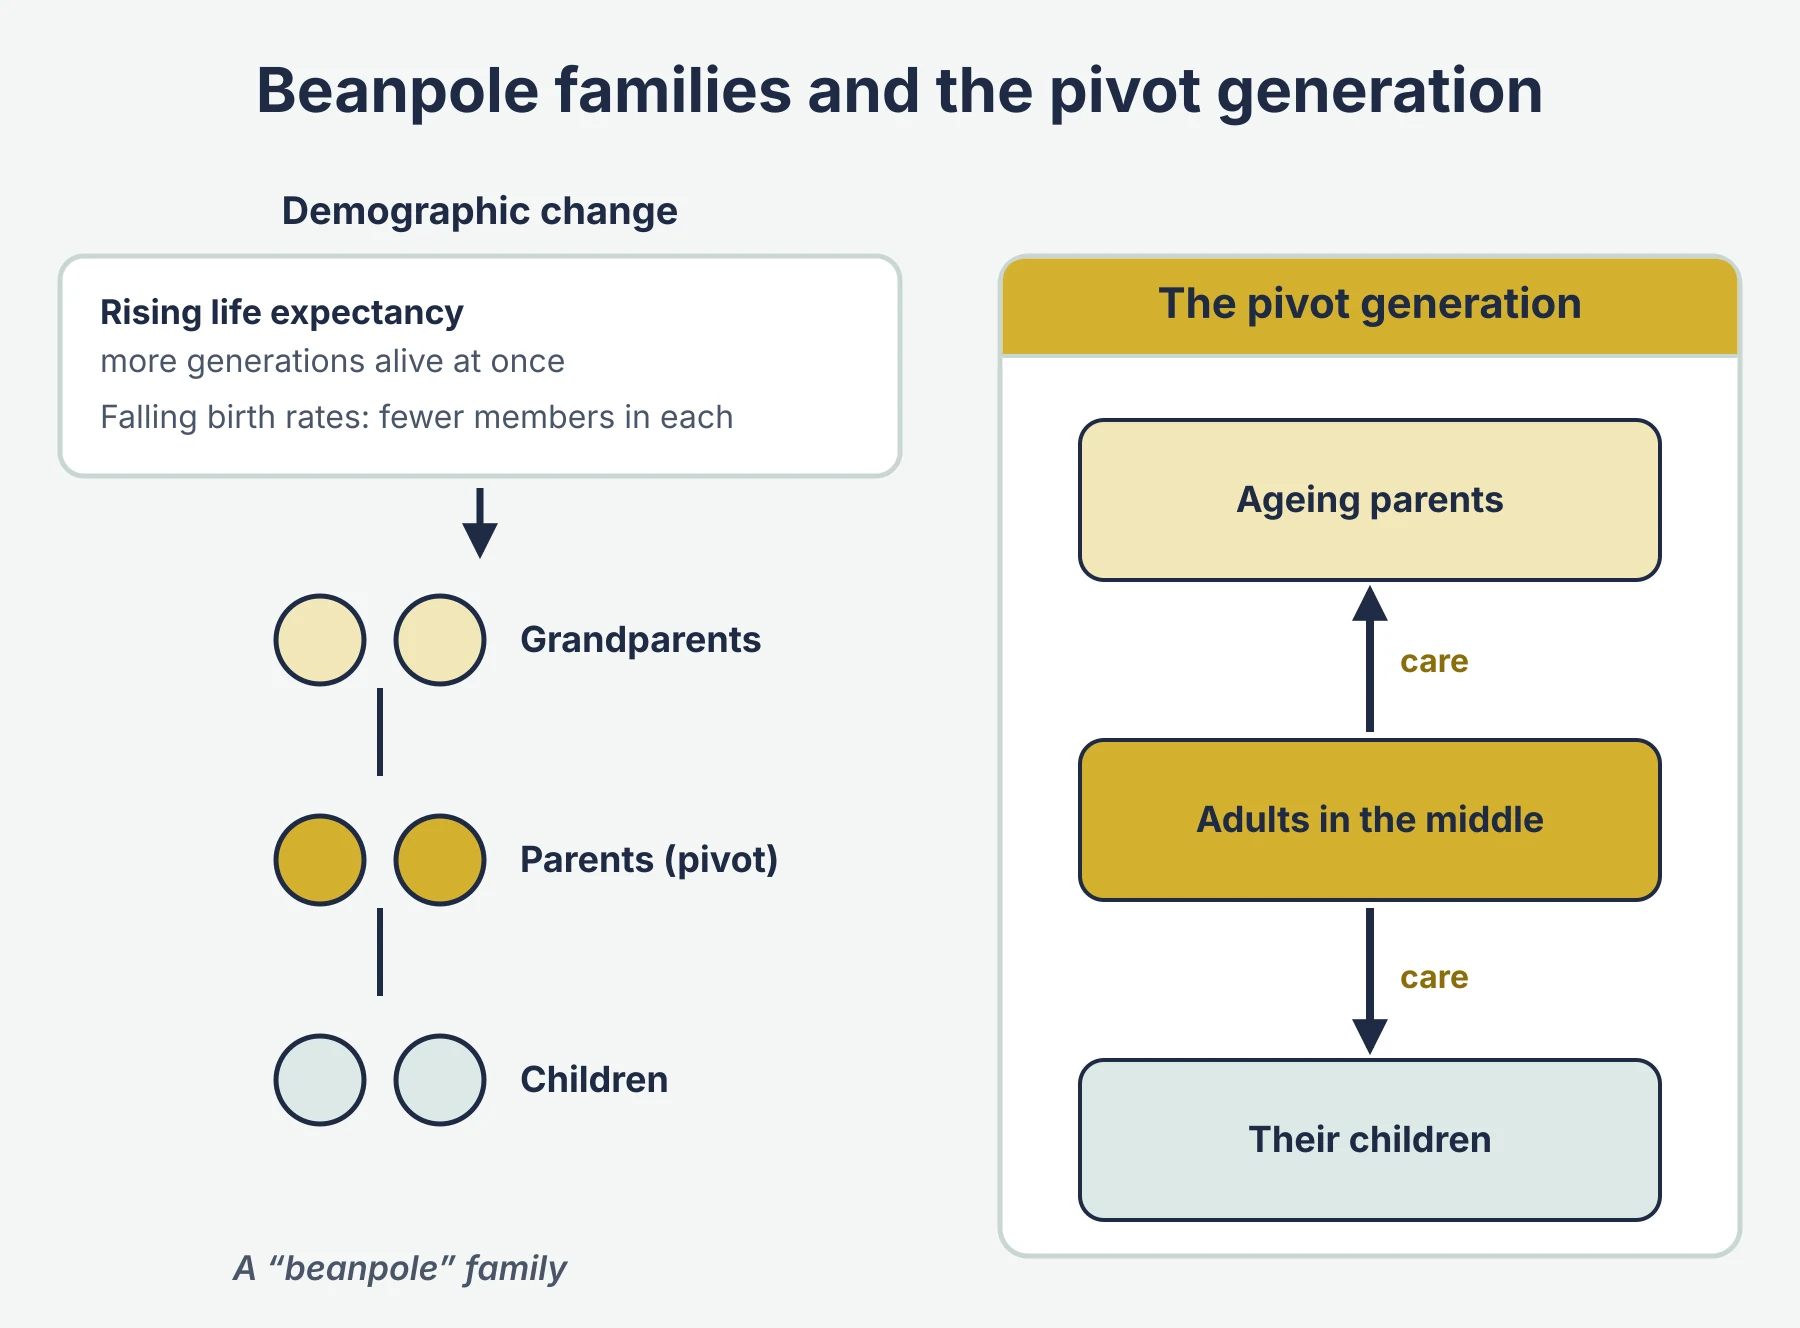 Beanpole families and the pivot generation
Demographic change
Rising life expectancy
more generations alive at once
Falling birth rates: fewer members in each
Grandparents
Parents (pivot)
Children
A “beanpole” family
The pivot generation
Ageing parents
care
Adults in the middle
care
Their children